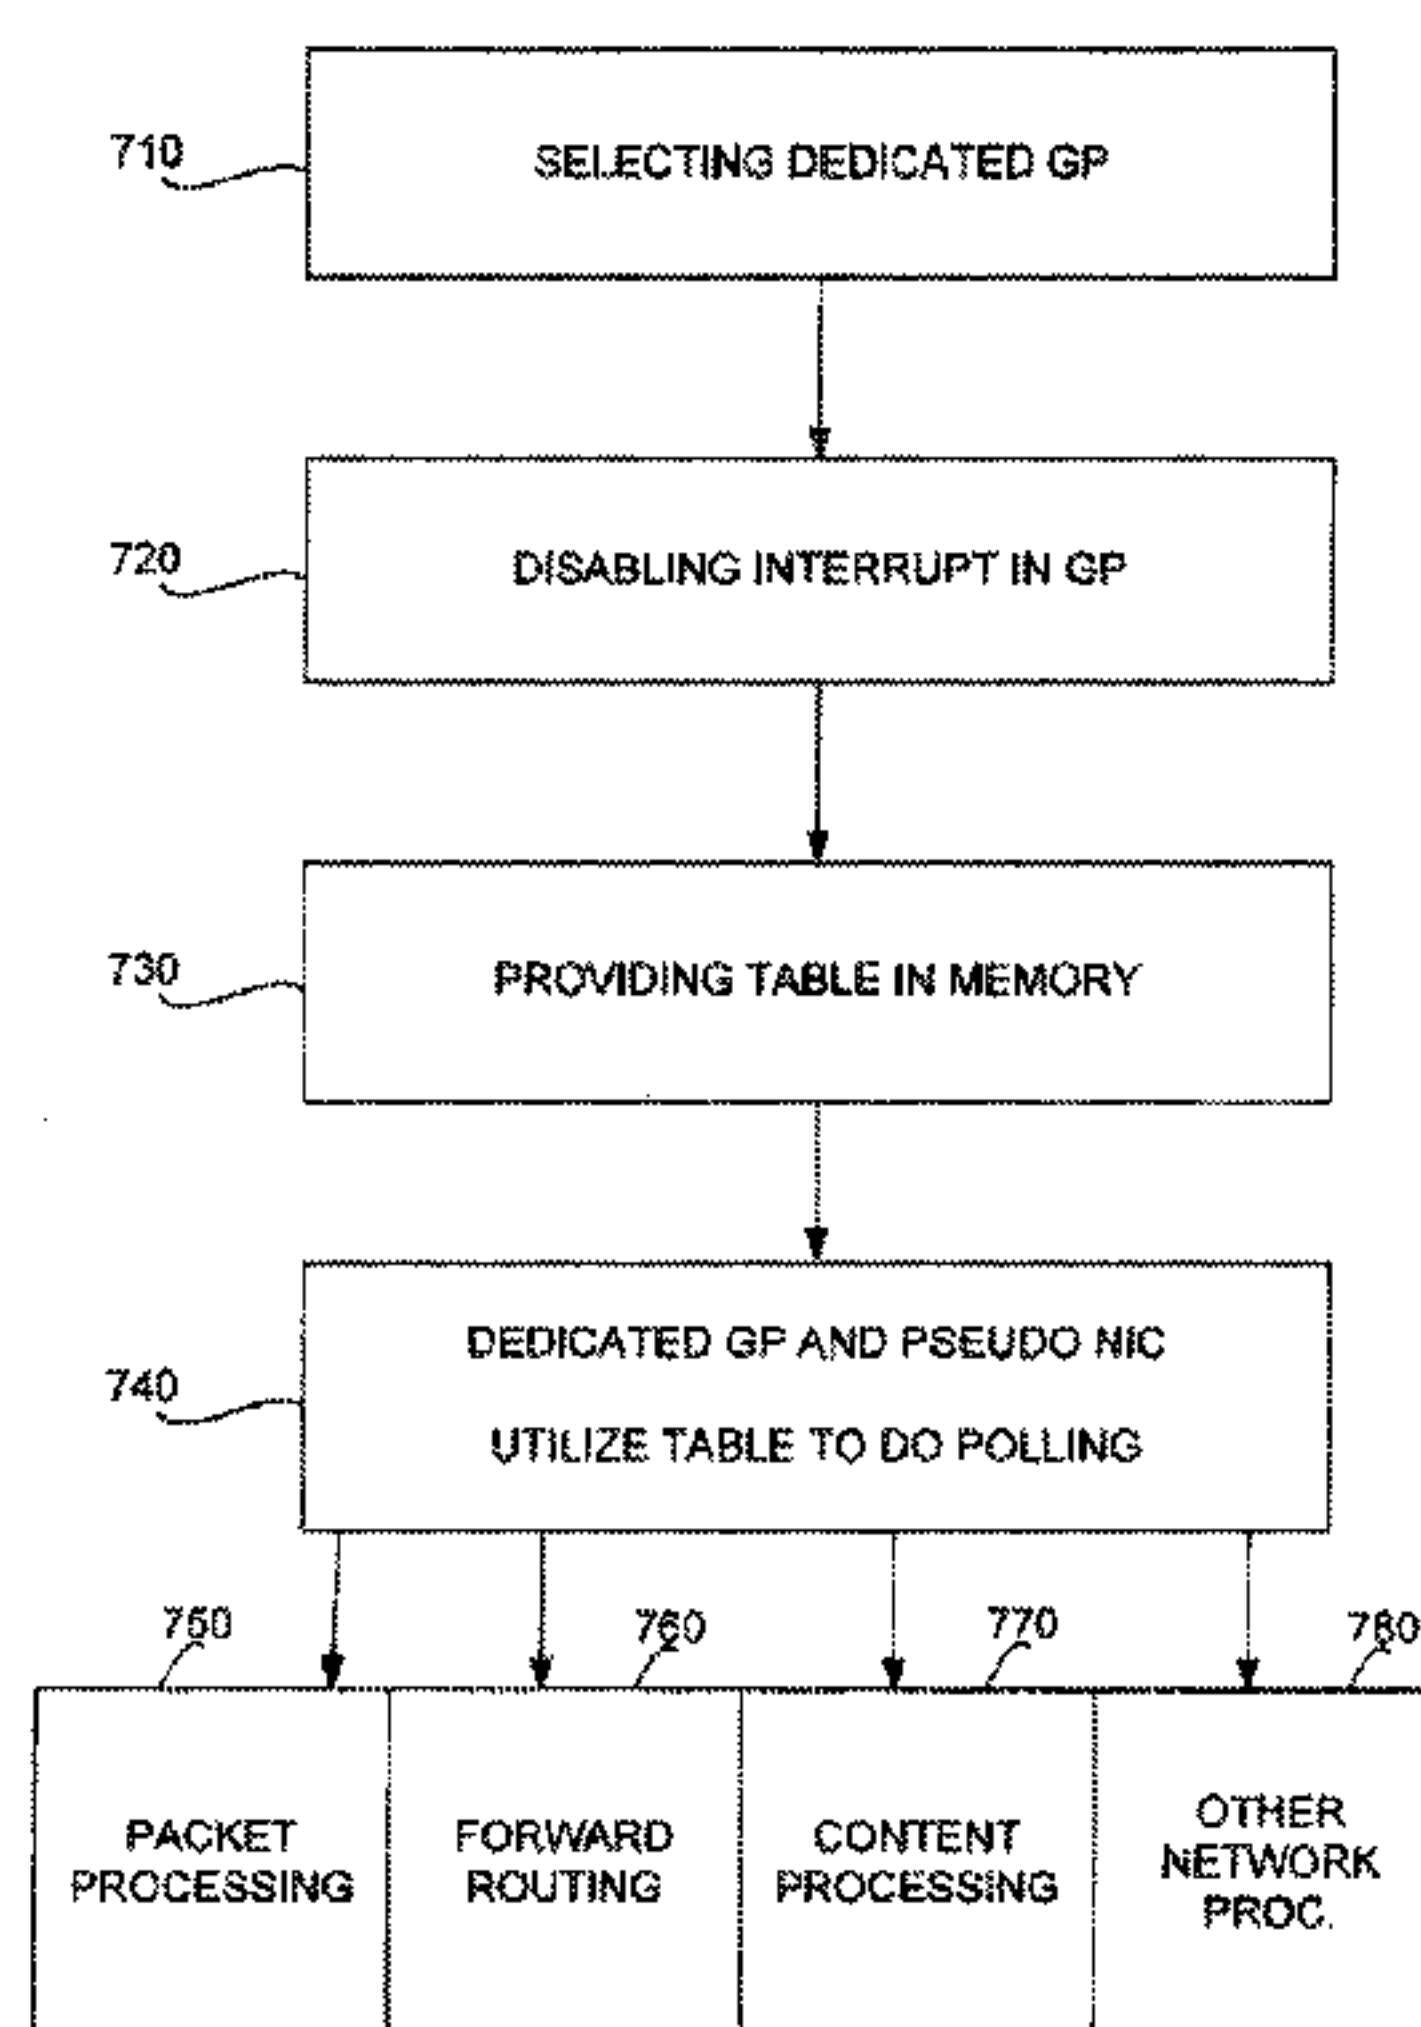 710
SELECTING DEDICATED GP
720
DISABLING INTERRUPT IN GP
730
PROVIDING TABLE IN MEMORY
740
DEDICATED GP AND PSEUDO NIC
UTILIZE TABLE TO DO POLLING
750
760
770
780
PACKET
PROCESSING
FORWARD
ROUTING
CONTENT
PROCESSING
OTHER
NETWORK
PROC.